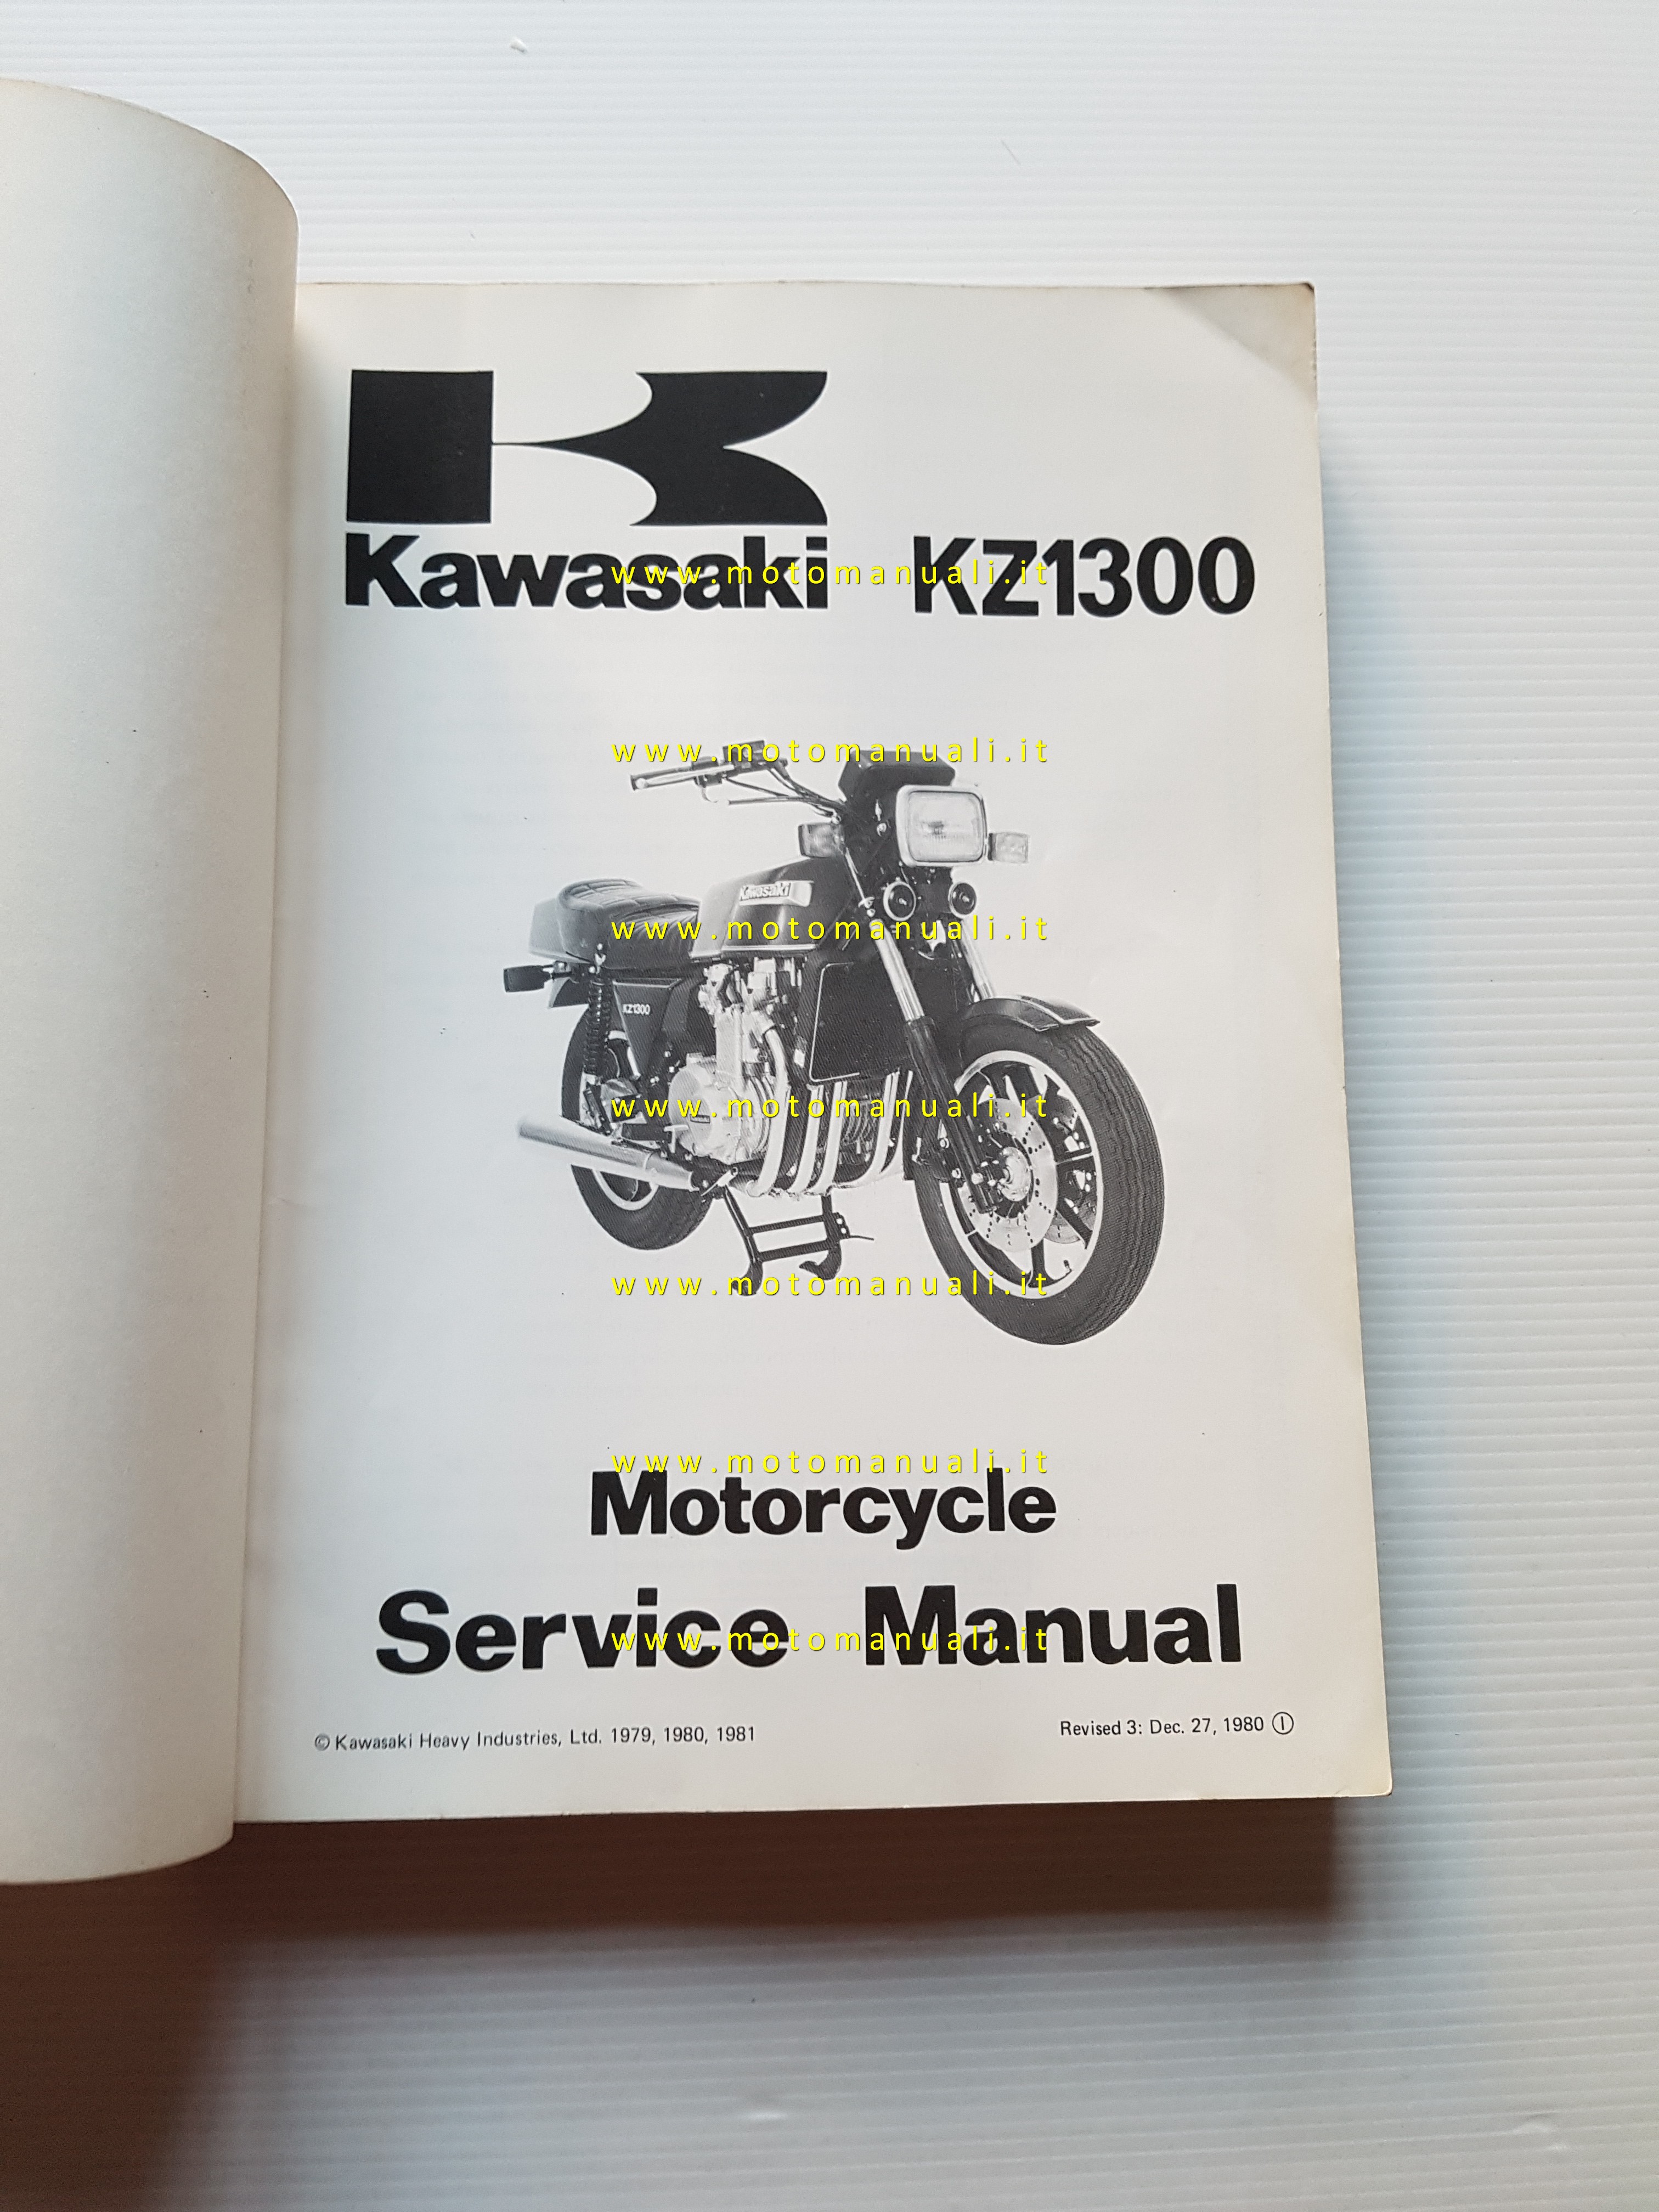 Kawasaki KZ1300
www.motomanuali.it
www.motomanuali.it
Kawasaki
www.motomanuali.it
KZ1300
www.motomanuali.it
www.motomanuali.it
www.motomanuali.it
Motorcycle
Service Manual
www.motomanuali.it
© Kawasaki Heavy Industries, Ltd. 1979, 1980, 1981
Revised 3: Dec. 27, 1980 Ⓘ